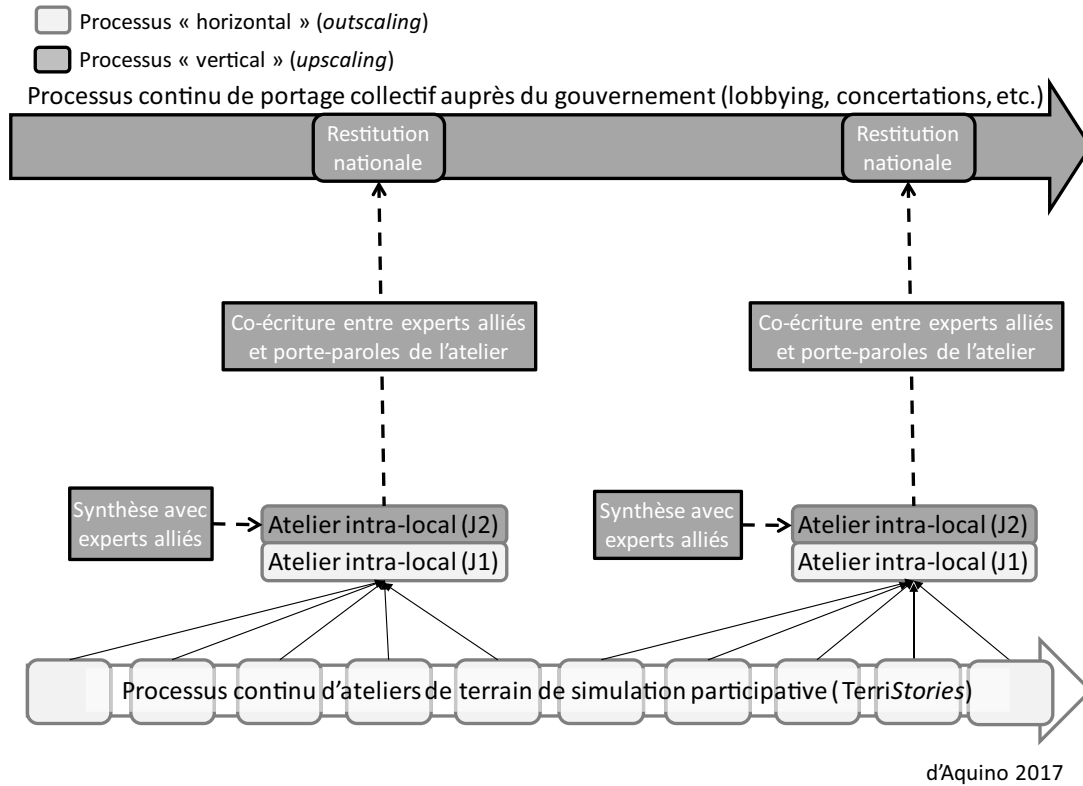 Processus « horizontal » (outscaling)
Processus « vertical » (upscaling)
Processus continu de portage collectif auprès du gouvernement (lobbying, concertations, etc.)
Restitution
nationale
Restitution
nationale
Co-écriture entre experts alliés
et porte-paroles de l'atelier
Co-écriture entre experts alliés
et porte-paroles de l'atelier
Synthèse avec
experts alliés
Atelier intra-local (J2)
Atelier intra-local (J1)
Synthèse avec
experts alliés
Atelier intra-local (J2)
Atelier intra-local (J1)
Processus continu d'ateliers de terrain de simulation participative (TerriStories)
d'Aquino 2017